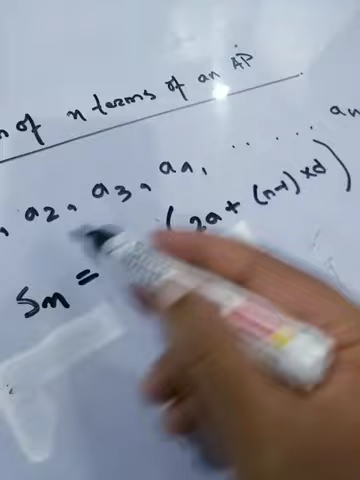 of n terms of an AP
, a2, a3, a4, ...... an
Sn = (2a + (n-1)×d)